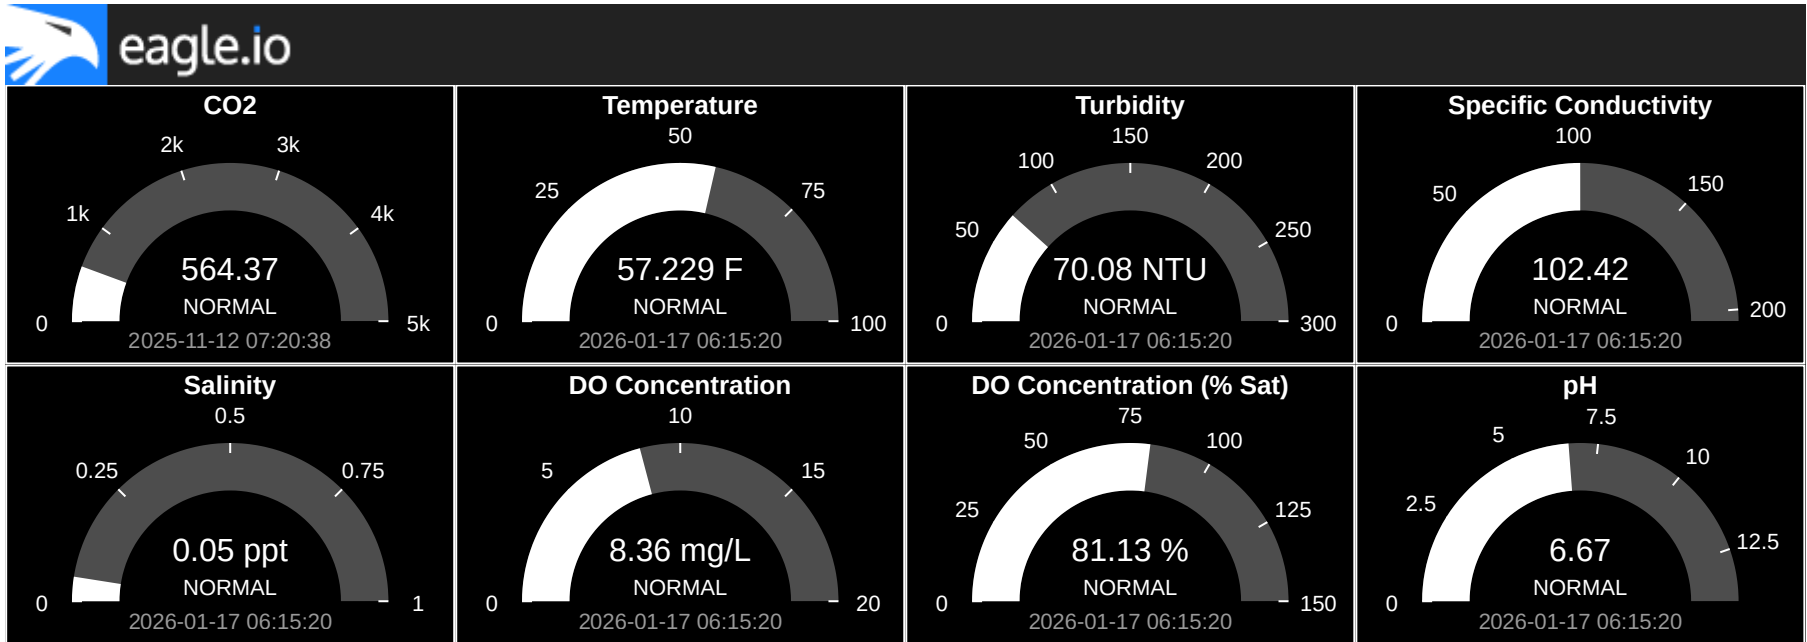 eagle.io
CO2
0
1k
2k
3k
4k
5k
564.37
NORMAL
2025-11-12 07:20:38
Temperature
0
25
50
75
100
57.229 F
NORMAL
2026-01-17 06:15:20
Turbidity
0
50
100
150
200
250
300
70.08 NTU
NORMAL
2026-01-17 06:15:20
Specific Conductivity
0
50
100
150
200
102.42
NORMAL
2026-01-17 06:15:20
Salinity
0
0.25
0.5
0.75
1
0.05 ppt
NORMAL
2026-01-17 06:15:20
DO Concentration
0
5
10
15
20
8.36 mg/L
NORMAL
2026-01-17 06:15:20
DO Concentration (% Sat)
0
25
50
75
100
125
150
81.13 %
NORMAL
2026-01-17 06:15:20
pH
0
2.5
5
7.5
10
12.5
6.67
NORMAL
2026-01-17 06:15:20